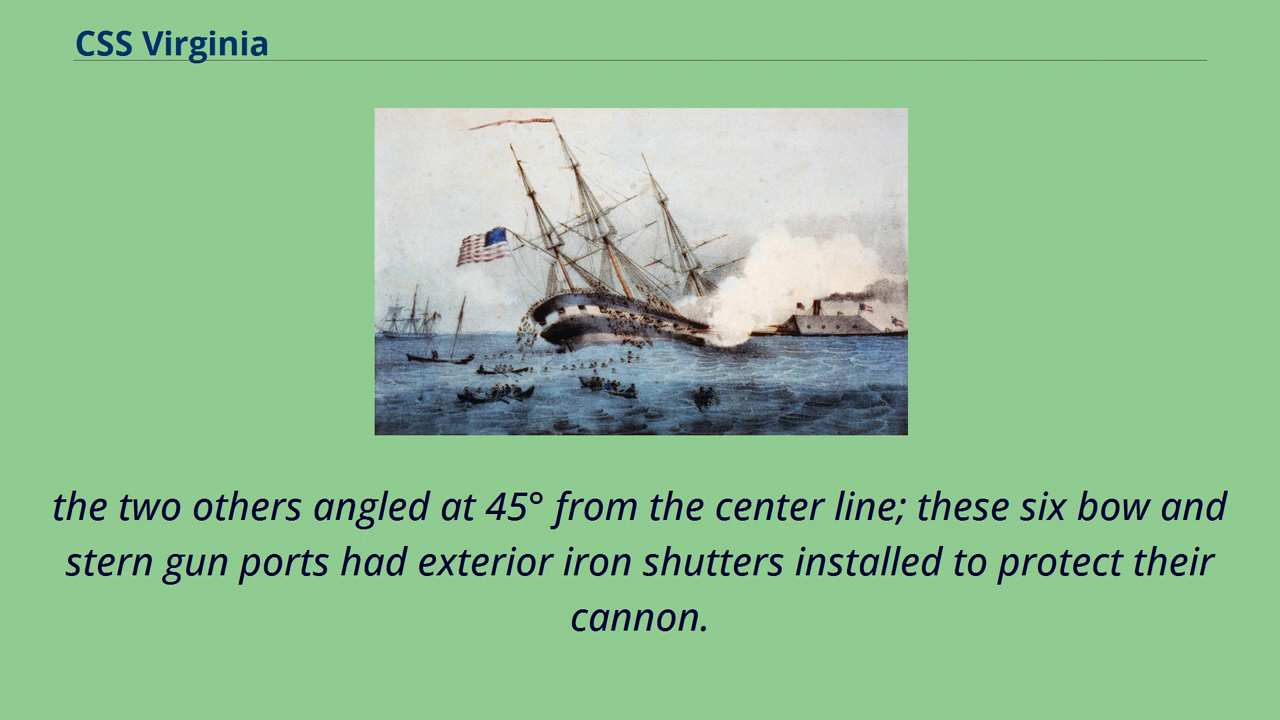 CSS Virginia
the two others angled at 45° from the center line; these six bow and
stern gun ports had exterior iron shutters installed to protect their
cannon.